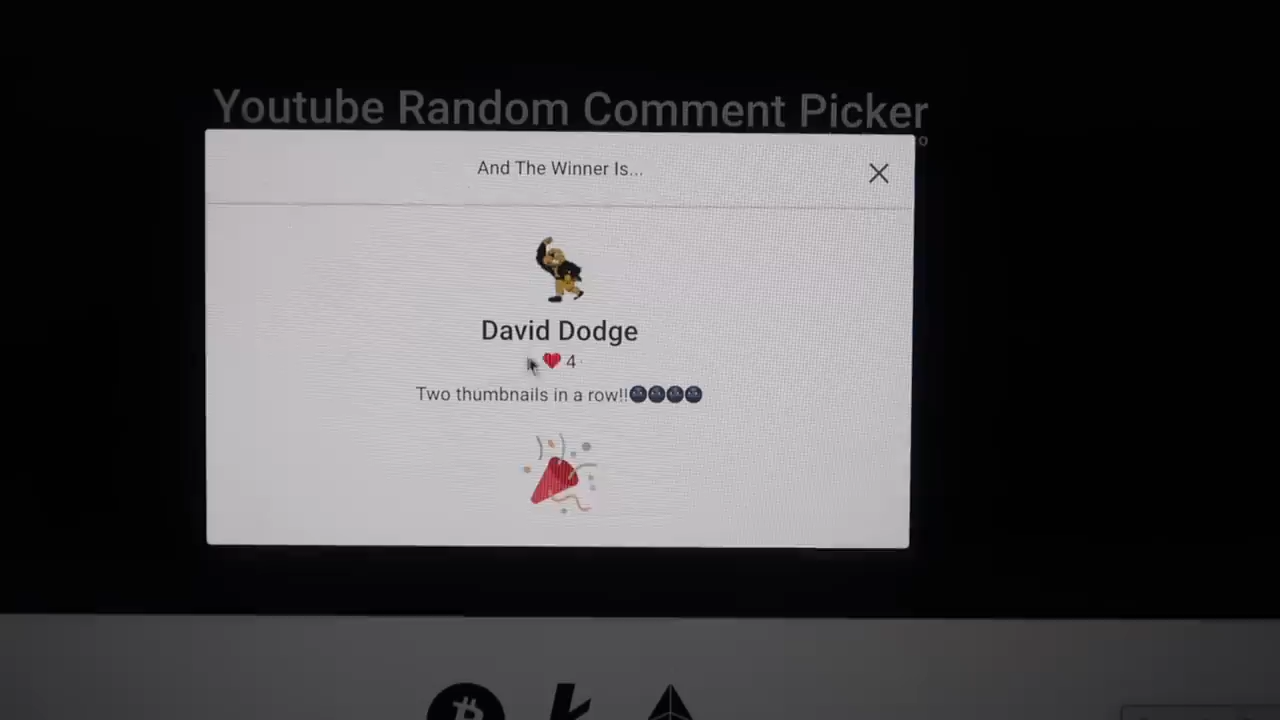 Youtube Random Comment Picker
And The Winner Is...
David Dodge
4
Two thumbnails in a row!!🌚🌚🌚🌚